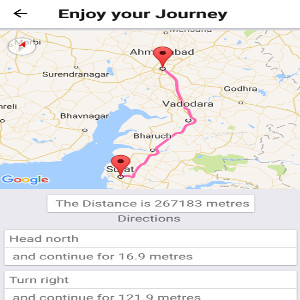 Enjoy your Journey
Mehsana
Ahmedabad
Surendranagar
Godhra
Vadodara
Bhavnagar
Bharuch
Surat
Google
The Distance is 267183 metres
Directions
Head north
and continue for 16.9 metres
Turn right
and continue for 121.9 metres